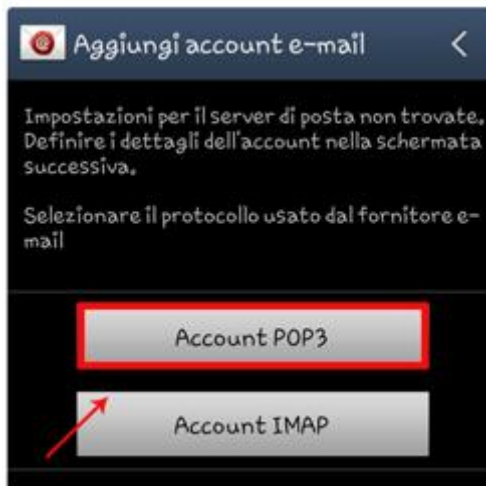 Aggiungi account e-mail
Impostazioni per il server di posta non trovate.
Definire i dettagli dell'account nella schermata
successiva.
Selezionare il protocollo usato dal fornitore e-
mail
Account POP3
Account IMAP